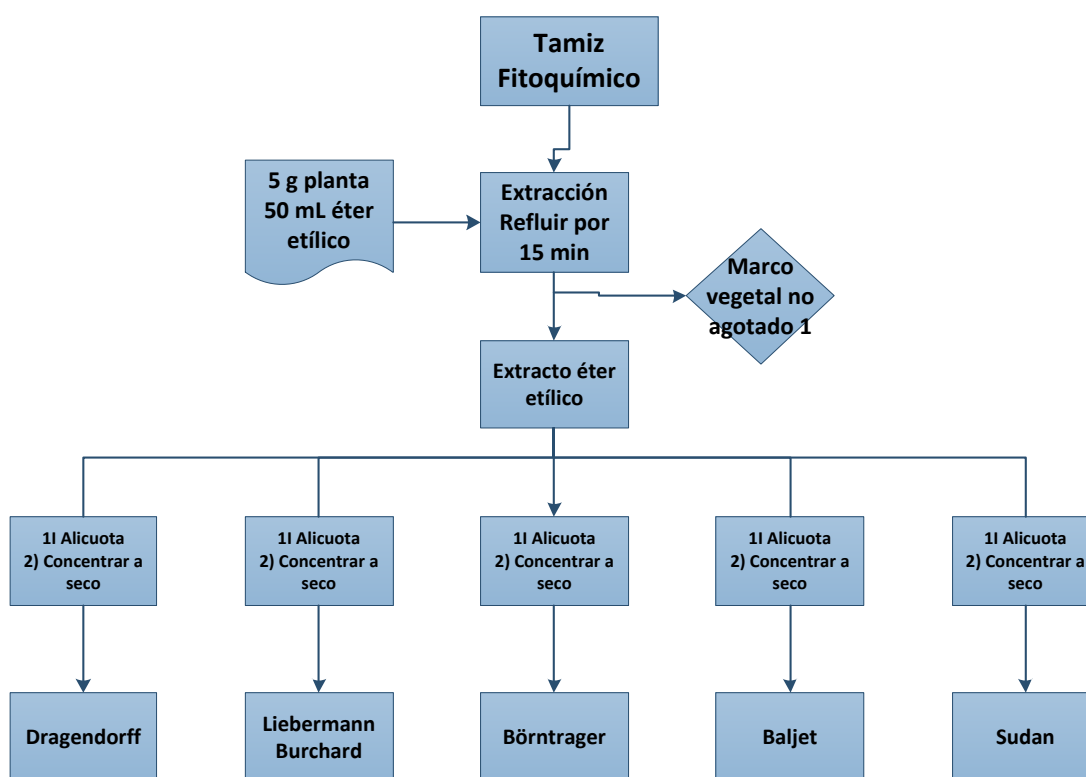 Tamiz
Fitoquímico
5 g planta
50 mL éter
etílico
Extracción
Refluir por
15 min
Marco
vegetal no
agotado 1
Extracto éter
etílico
1I Alicuota
2) Concentrar a
seco
1I Alicuota
2) Concentrar a
seco
1I Alicuota
2) Concentrar a
seco
1I Alicuota
2) Concentrar a
seco
1I Alicuota
2) Concentrar a
seco
Dragendorff
Liebermann
Burchard
Börntrager
Baljet
Sudan